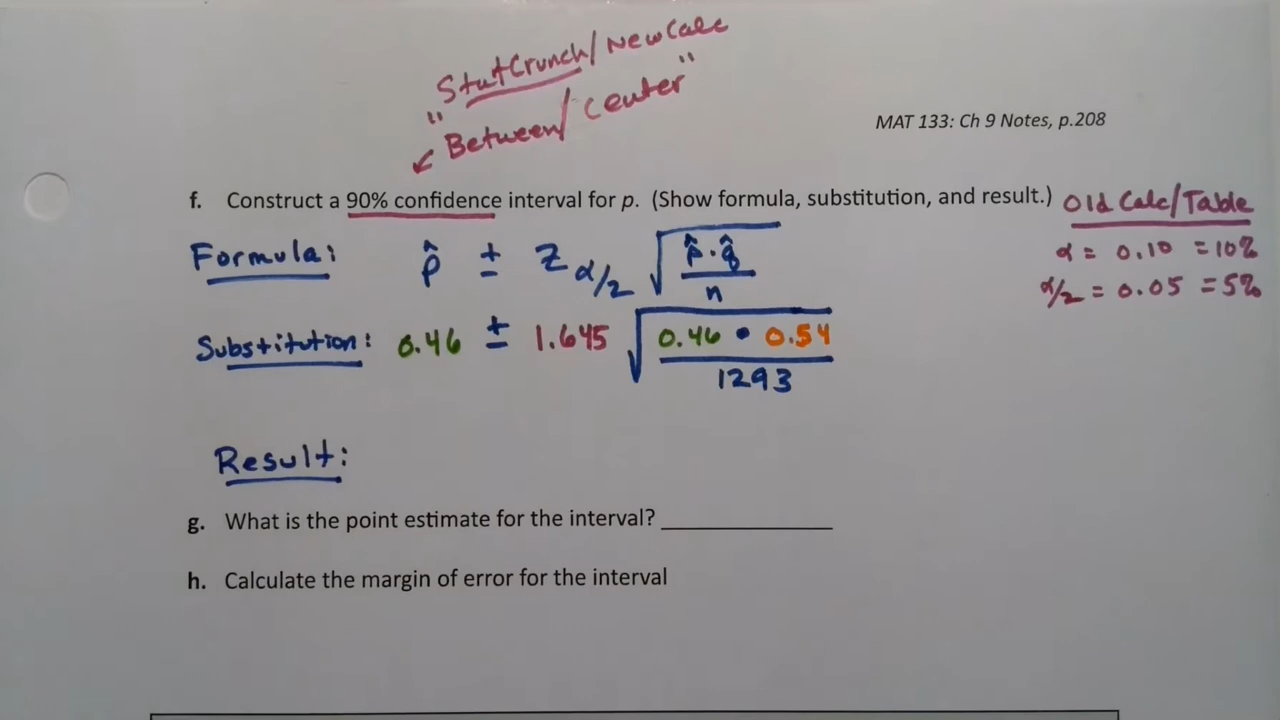 "StatCrunch/NewCalc
Between/Center"
MAT 133: Ch 9 Notes, p.208
f. Construct a 90% confidence interval for p. (Show formula, substitution, and result.)
Old Calc/Table
α = 0.10 = 10%
α/2 = 0.05 = 5%
Formula: p̂ ± Z α/2 √(p̂·q̂ / n)
Substitution: 0.46 ± 1.645 √(0.46 • 0.54 / 1293)
Result:
g. What is the point estimate for the interval? ____________
h. Calculate the margin of error for the interval